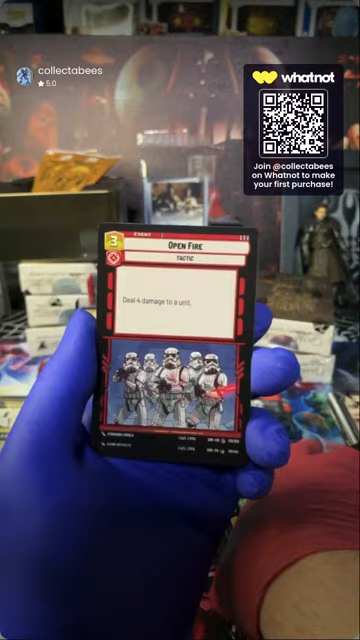 collectabees
★ 5.0
whatnot
Join @collectabees
on Whatnot to make
your first purchase!
EVENT
3
OPEN FIRE
TACTIC
Deal 4 damage to a unit.